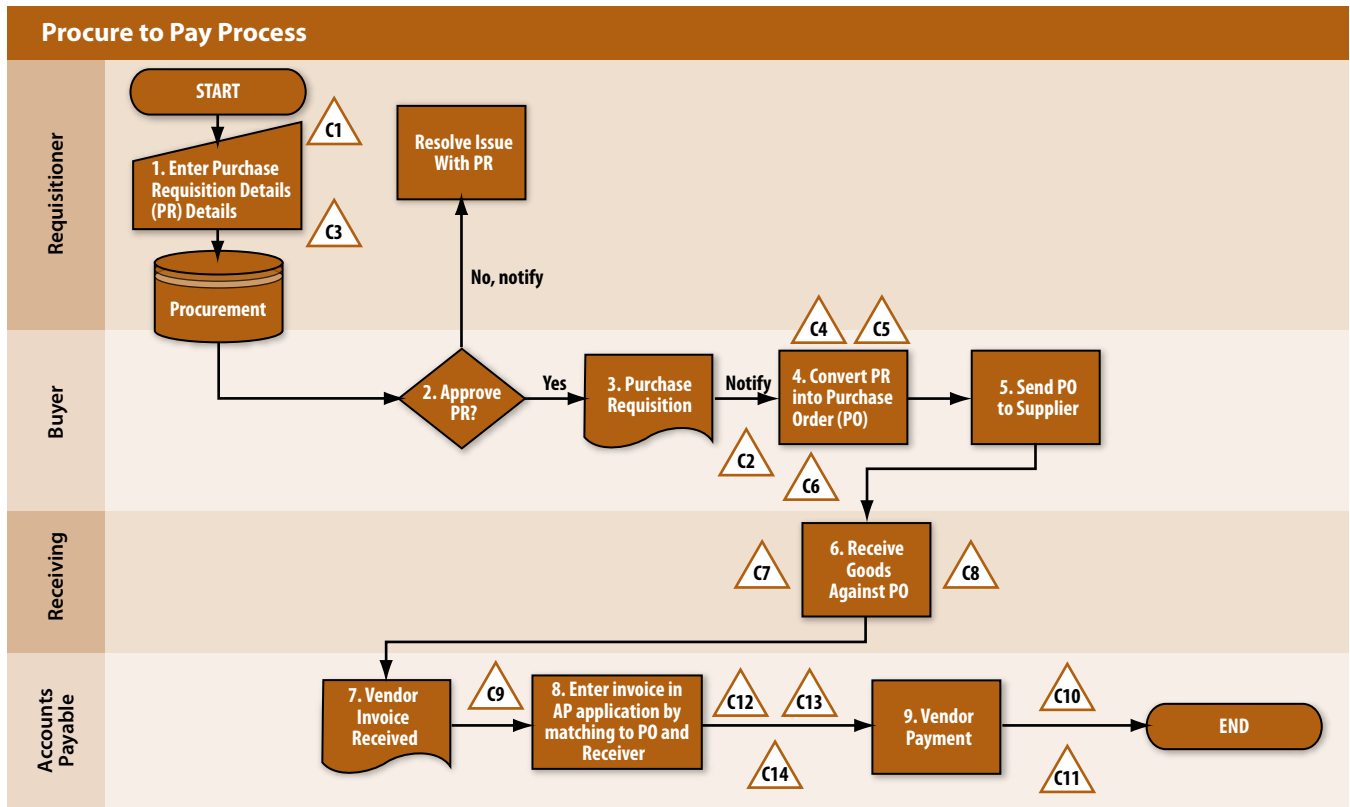 Procure to Pay Process
Requisitioner
START
C1
1. Enter Purchase
Requisition Details
(PR) Details
C3
Procurement
Resolve Issue
With PR
No, notify
Buyer
2. Approve
PR?
Yes
3. Purchase
Requisition
Notify
C2
C4
C5
4. Convert PR
into Purchase
Order (PO)
C6
5. Send PO
to Supplier
Receiving
C7
6. Receive
Goods
Against PO
C8
Accounts
Payable
7. Vendor
Invoice
Received
C9
8. Enter invoice in
AP application by
matching to PO and
Receiver
C12
C13
C14
9. Vendor
Payment
C10
C11
END